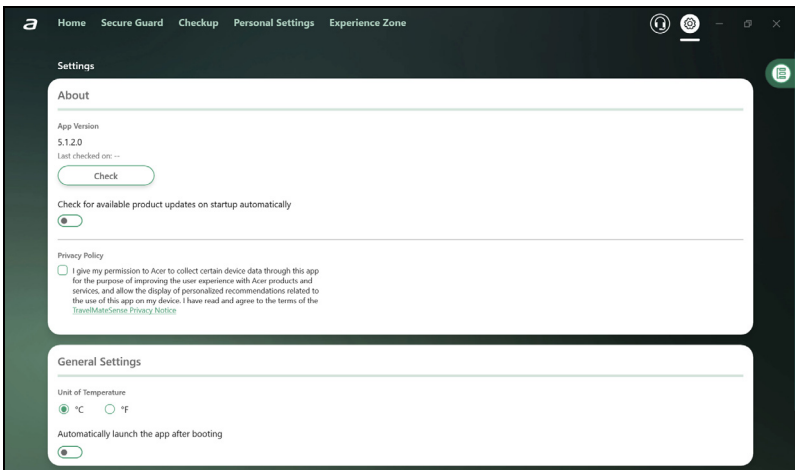 a Home Secure Guard Checkup Personal Settings Experience Zone
Settings
About
App Version
5.1.2.0
Last checked on: --
Check
Check for available product updates on startup automatically
Privacy Policy
I give my permission to Acer to collect certain device data through this app
for the purpose of improving the user experience with Acer products and
services, and allow the display of personalized recommendations related to
the use of this app on my device. I have read and agree to the terms of the
TravelMateSense Privacy Notice
General Settings
Unit of Temperature
°C °F
Automatically launch the app after booting